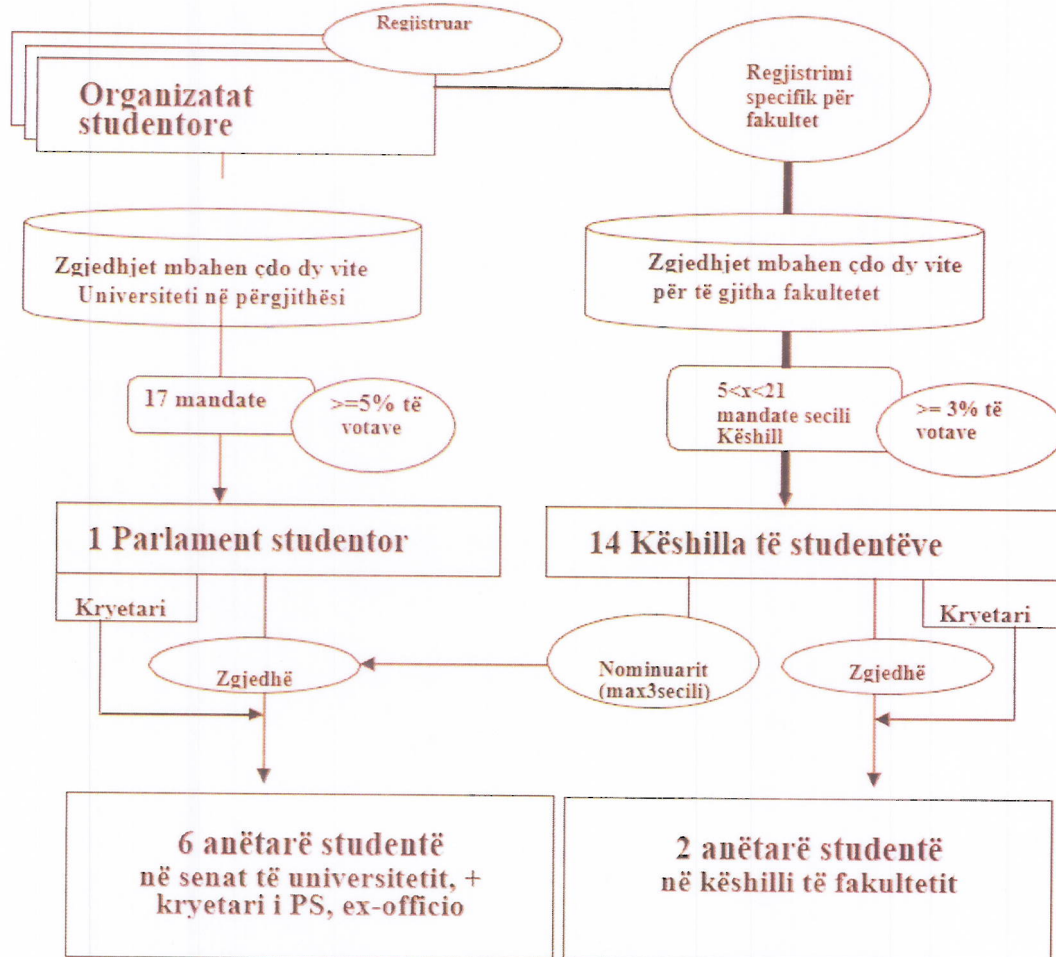 Regjistruar
Organizatat
studentore
Regjistrimi
specifik për
fakultet
Zgjedhjet mbahen çdo dy vite
Universiteti në përgjithësi
Zgjedhjet mbahen çdo dy vite
për të gjitha fakultetet
17 mandate
>=5% të
votave
5<x<21
mandate secili
Këshill
>= 3% të
votave
1 Parlament studentor
14 Këshilla të studentëve
Kryetari
Kryetari
Zgjedhë
Nominuarit
(max3secili)
Zgjedhë
6 anëtarë studentë
në senat të universitetit, +
kryetari i PS, ex-officio
2 anëtarë studentë
në këshilli të fakultetit